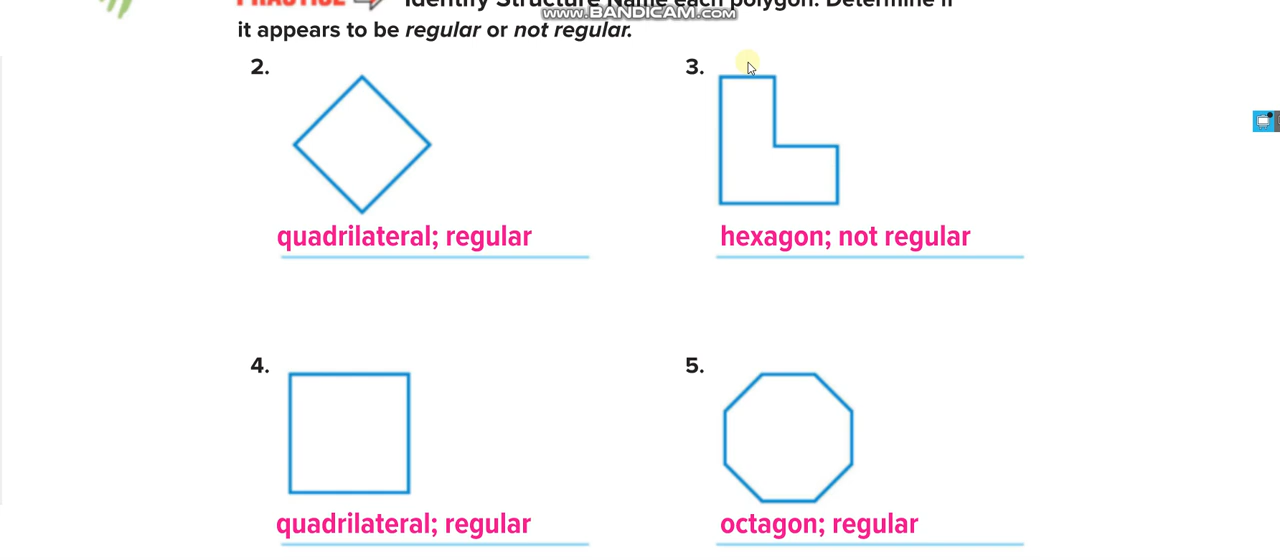 PRACTICE Identify Structure Name each polygon. Determine if
www.BANDICAM.com
it appears to be regular or not regular.
2.
3.
quadrilateral; regular
hexagon; not regular
4.
5.
quadrilateral; regular
octagon; regular